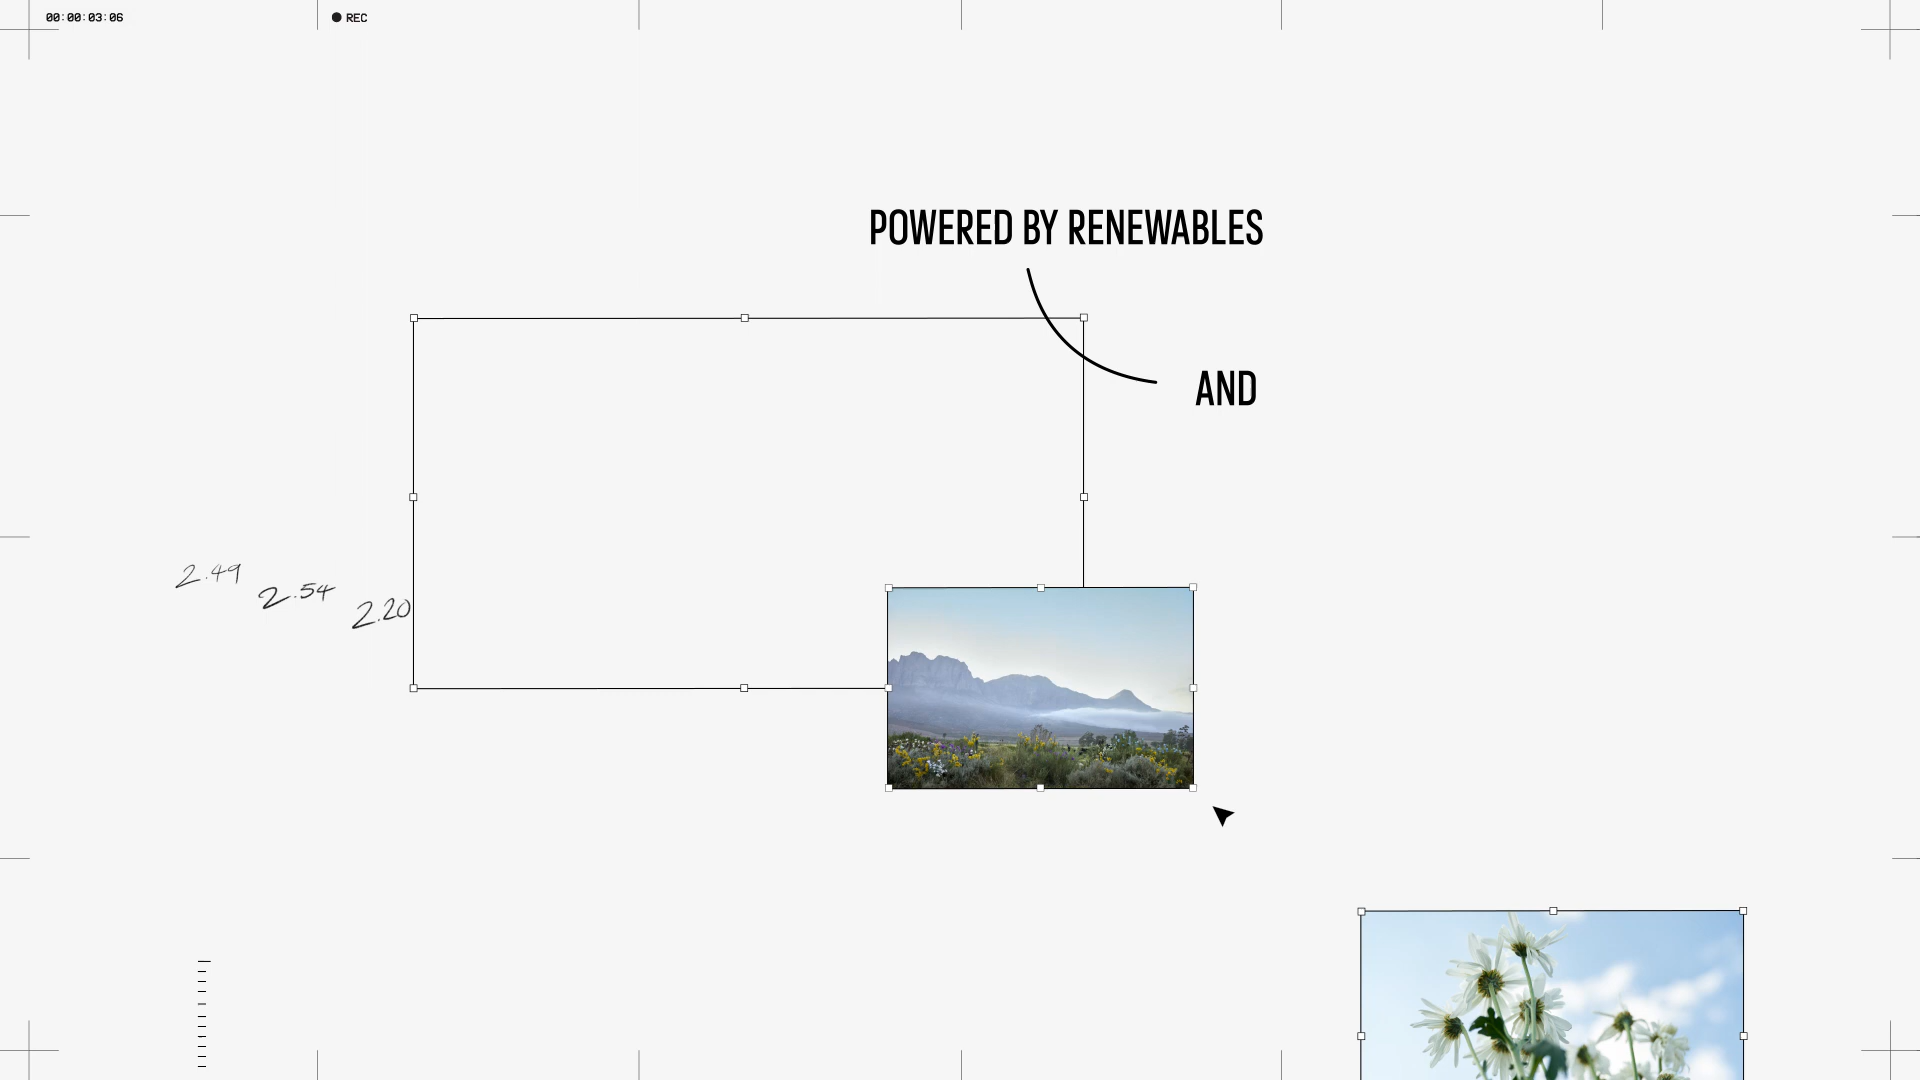 00:00:03:06
REC
POWERED BY RENEWABLES
AND
2.49
2.54
2.20